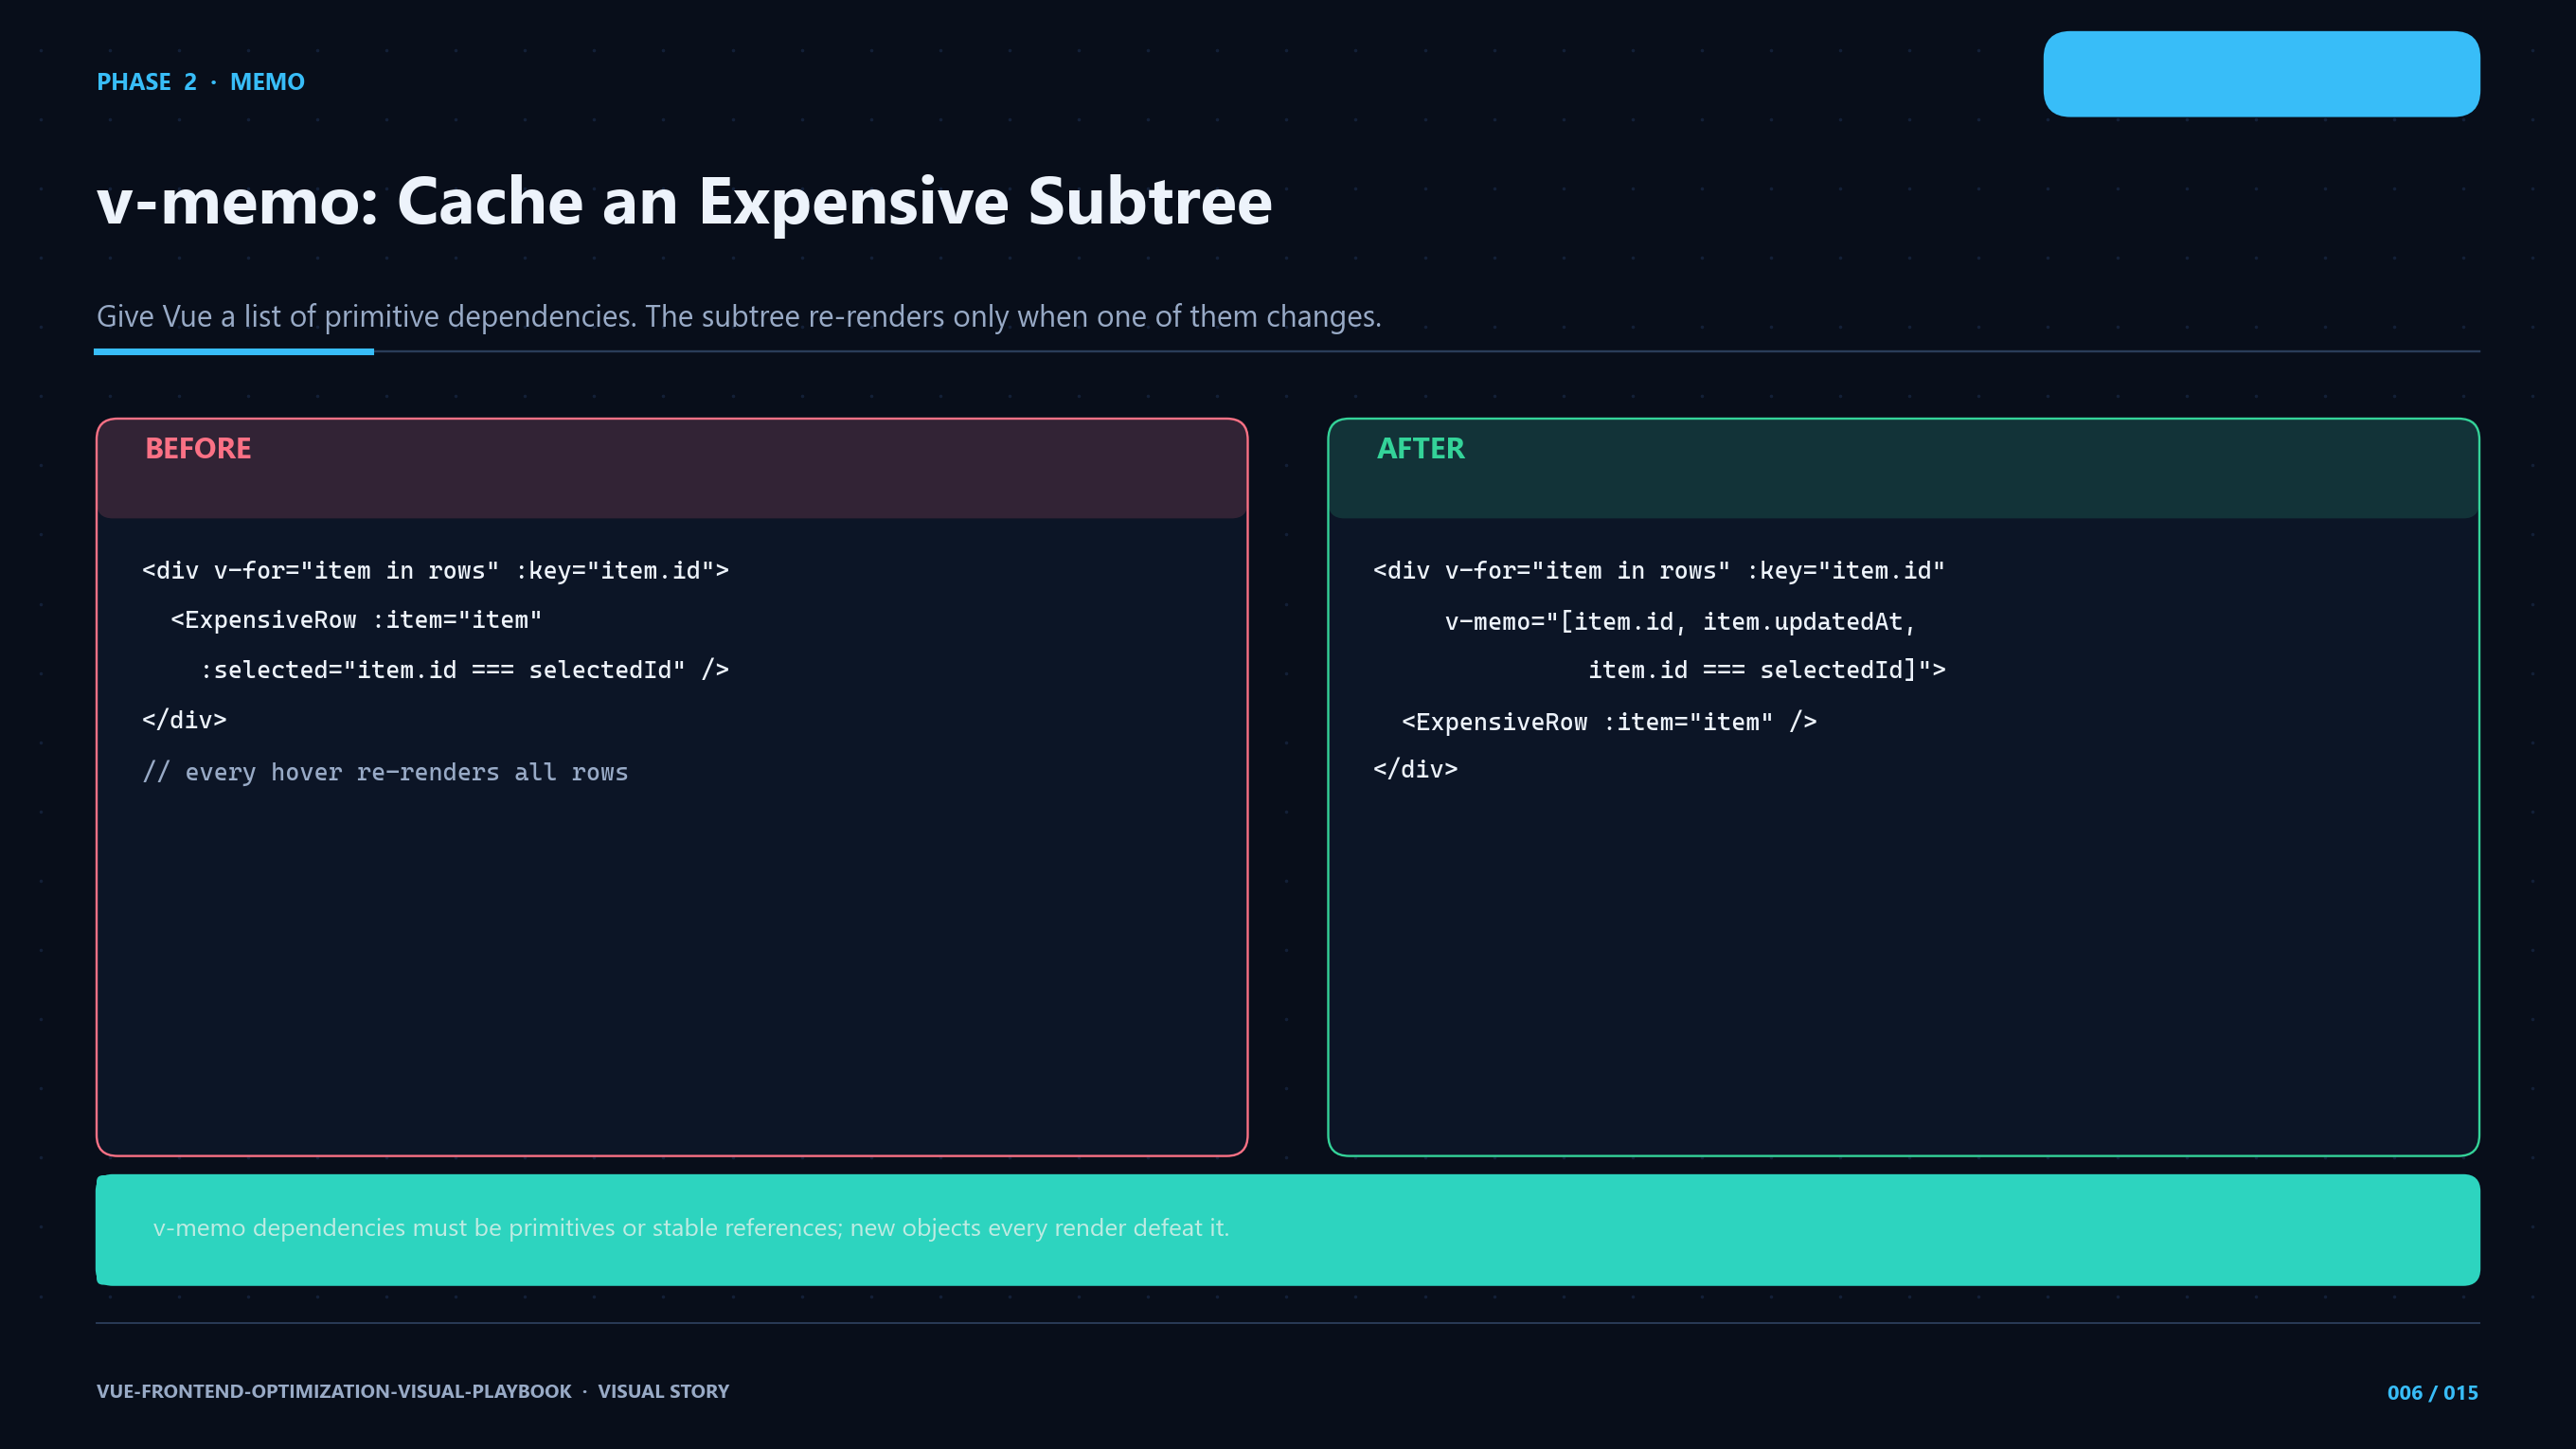 PHASE 2 · MEMO
v-memo: Cache an Expensive Subtree
Give Vue a list of primitive dependencies. The subtree re-renders only when one of them changes.
BEFORE
<div v-for="item in rows" :key="item.id">
  <ExpensiveRow :item="item"
    :selected="item.id === selectedId" />
</div>
// every hover re-renders all rows
AFTER
<div v-for="item in rows" :key="item.id"
     v-memo="[item.id, item.updatedAt,
               item.id === selectedId]">
  <ExpensiveRow :item="item" />
</div>
v-memo dependencies must be primitives or stable references; new objects every render defeat it.
VUE-FRONTEND-OPTIMIZATION-VISUAL-PLAYBOOK · VISUAL STORY
006 / 015